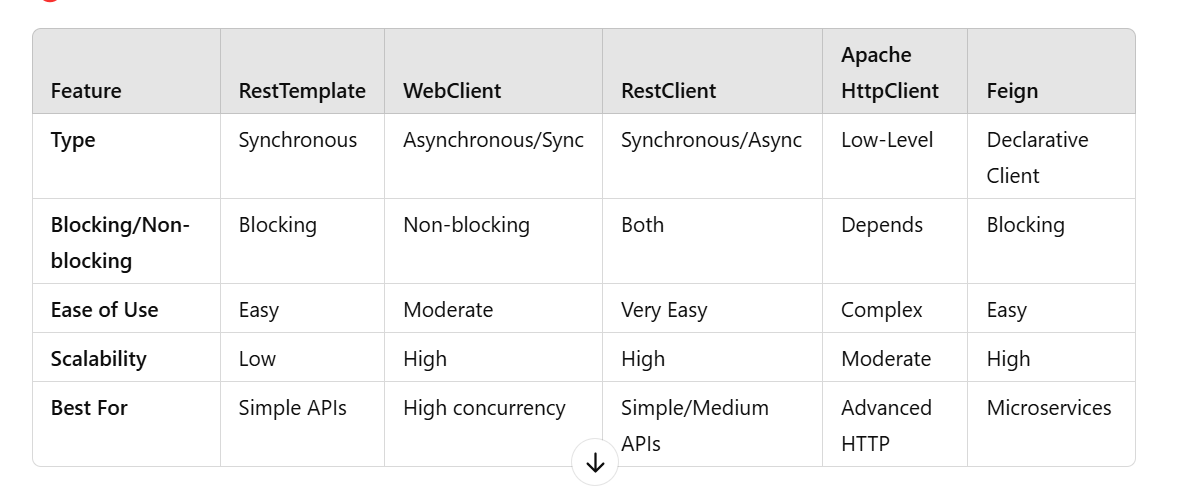 Feature RestTemplate WebClient RestClient Apache HttpClient Feign
Type Synchronous Asynchronous/Sync Synchronous/Async Low-Level Declarative Client
Blocking/Non-blocking Blocking Non-blocking Both Depends Blocking
Ease of Use Easy Moderate Very Easy Complex Easy
Scalability Low High High Moderate High
Best For Simple APIs High concurrency Simple/Medium APIs Advanced HTTP Microservices